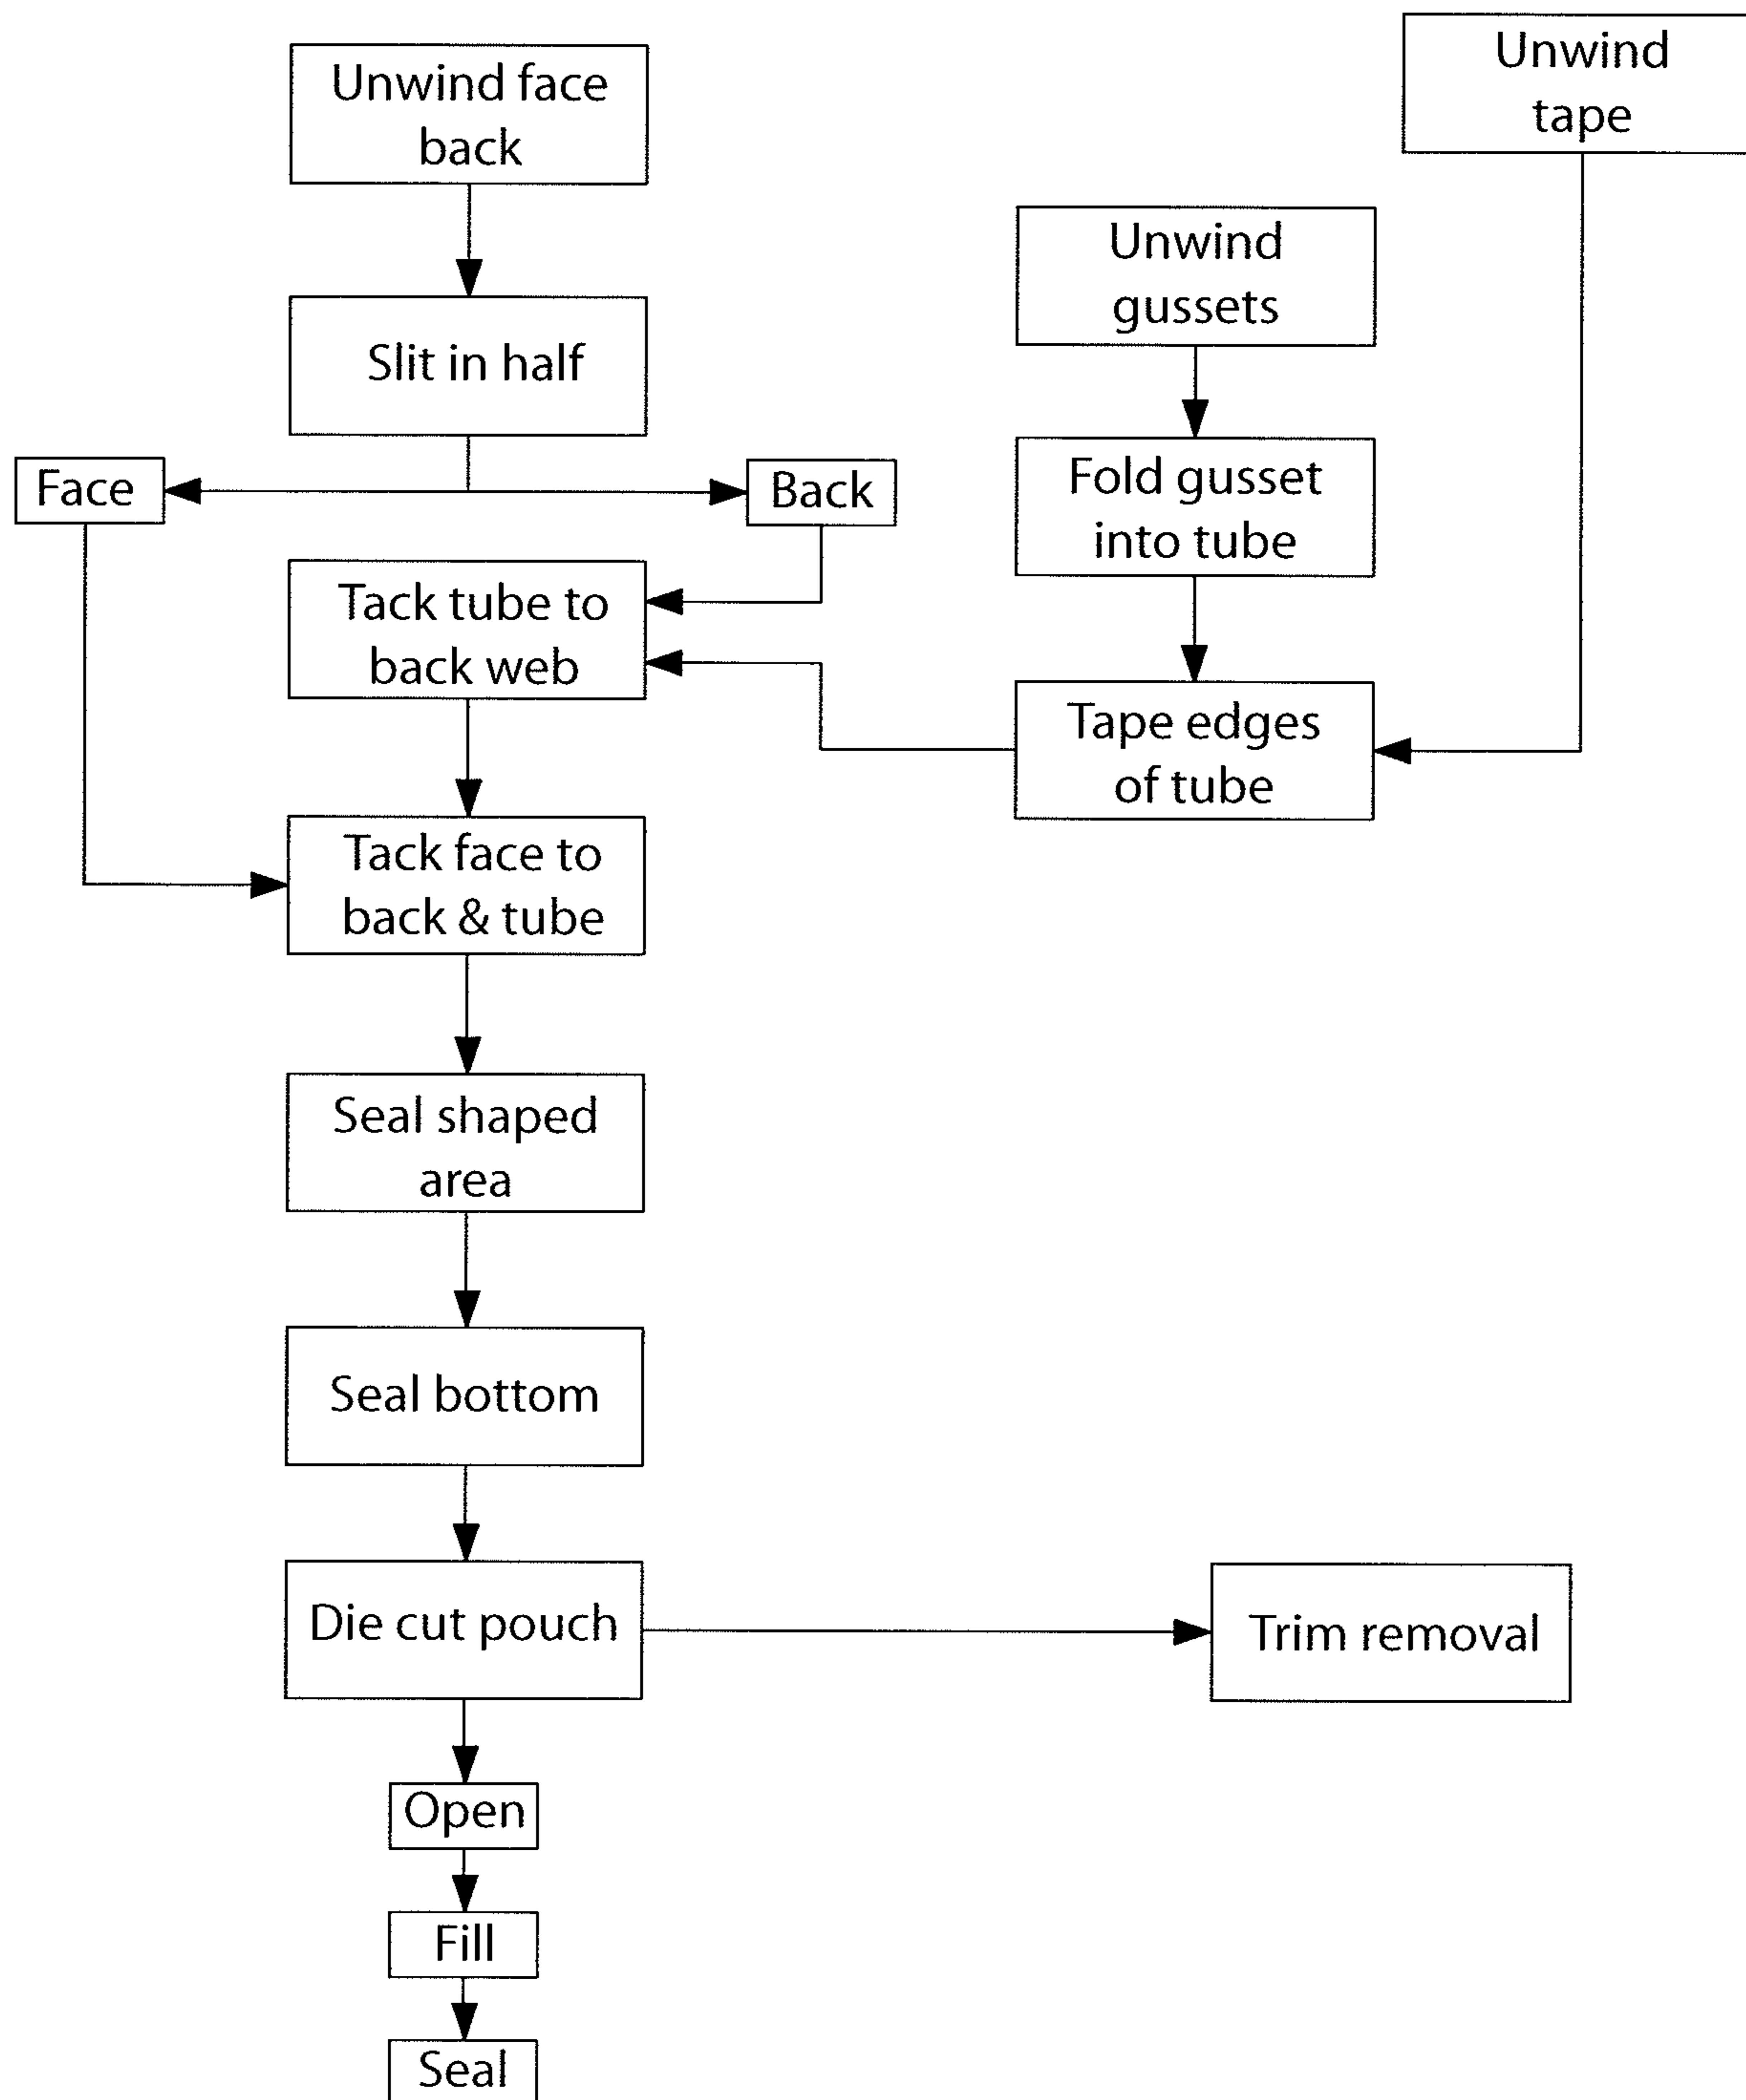 Unwind face
back
Unwind
tape
Unwind
gussets
Slit in half
Face
Back
Fold gusset
into tube
Tack tube to
back web
Tape edges
of tube
Tack face to
back & tube
Seal shaped
area
Seal bottom
Die cut pouch
Trim removal
Open
Fill
Seal